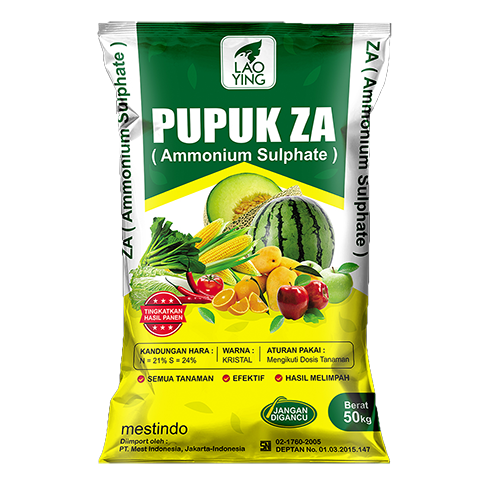 LAO
YING
PUPUK ZA
( Ammonium Sulphate )
ZA ( Ammonium Sulphate )
ZA ( Ammonium Sulphate )
TINGKATKAN
HASIL PANEN
KANDUNGAN HARA :
N = 21% S = 24%
WARNA :
KRISTAL
ATURAN PAKAI :
Mengikuti Dosis Tanaman
SEMUA TANAMAN
EFEKTIF
HASIL MELIMPAH
JANGAN
DIGANCU
Berat
50kg
mestindo
Diimport oleh :
PT. Mest Indonesia, Jakarta-Indonesia
SNI
02-1760-2005
DEPTAN No. 01.03.2015.147